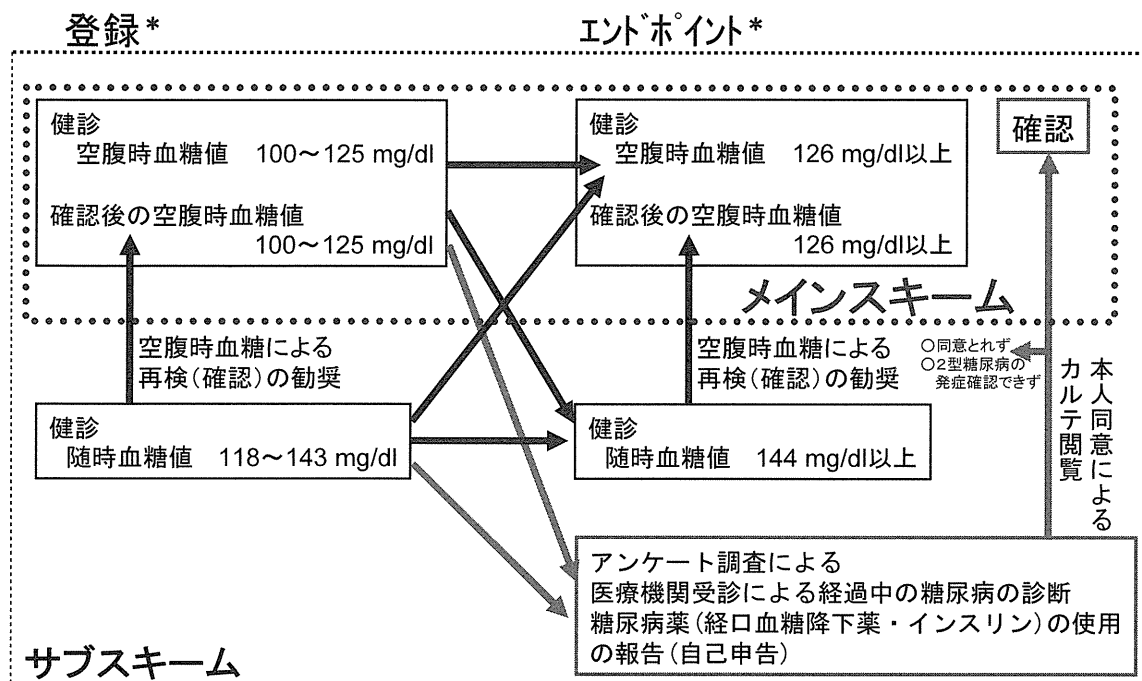 登録*
エンドポイント*
健診
空腹時血糖値 100～125 mg/dl
確認後の空腹時血糖値
100～125 mg/dl
健診
空腹時血糖値 126 mg/dl以上
確認後の空腹時血糖値
126 mg/dl以上
確認
メインスキーム
空腹時血糖による
再検(確認)の勧奨
空腹時血糖による
再検(確認)の勧奨
○同意とれず
○2型糖尿病の
発症確認できず
本人同意による
カルテ閲覧
健診
随時血糖値 118～143 mg/dl
健診
随時血糖値 144 mg/dl以上
アンケート調査による
医療機関受診による経過中の糖尿病の診断
糖尿病薬(経口血糖降下薬・インスリン)の使用
の報告(自己申告)
サブスキーム